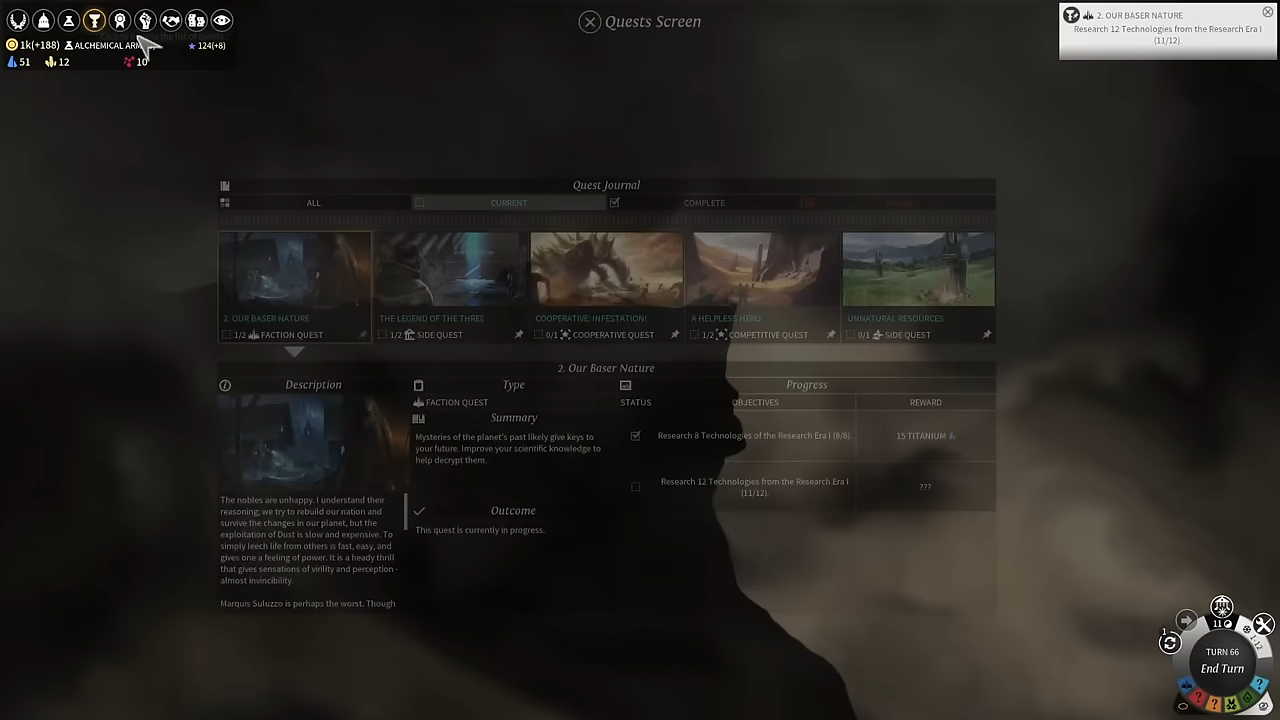 Quests Screen
2. OUR BASER NATURE
Research 12 Technologies from the Research Era I
(11/12).
1k(+188)
124(+8)
51
12
10
Quest Journal
ALL
CURRENT
COMPLETE
2. OUR BASER NATURE
THE LEGEND OF THE THREE
COOPERATIVE: INFESTATION!
A HELPLESS HERO
UNNATURAL RESOURCES
1/2 FACTION QUEST
1/2 SIDE QUEST
0/1 COOPERATIVE QUEST
1/2 COMPETITIVE QUEST
0/1 SIDE QUEST
2. Our Baser Nature
Description
Type
Progress
FACTION QUEST
STATUS
OBJECTIVES
REWARD
Summary
Mysteries of the planet's past likely give keys to
your future. Improve your scientific knowledge to
help decrypt them.
Research 8 Technologies of the Research Era I (8/8).
15 TITANIUM
Research 12 Technologies from the Research Era I
(11/12).
???
Outcome
This quest is currently in progress.
The nobles are unhappy. I understand their
reasoning; we try to rebuild our nation and
survive the changes in our planet, but the
exploitation of Dust is slow and expensive. To
simply leech life from others is fast, easy, and
gives one a feeling of power. It is a heady thrill
that gives sensations of virility and perception -
almost invincibility.
Marquis Suluzzo is perhaps the worst. Though
11
1
TURN 66
End Turn